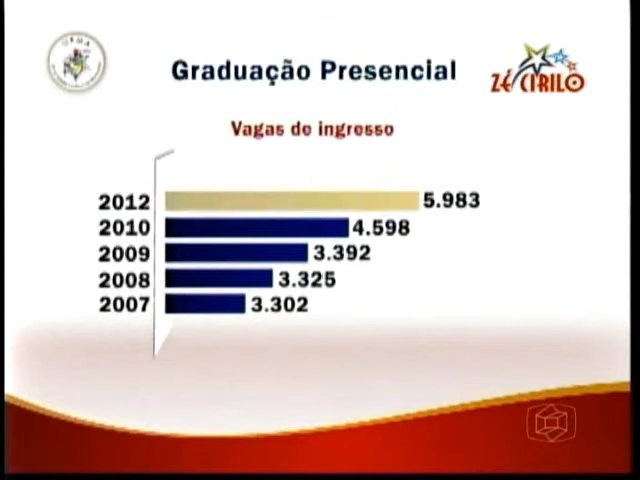 Graduação Presencial
ZÉ CIRILO
Vagas de ingresso
2012 5.983
2010 4.598
2009 3.392
2008 3.325
2007 3.302